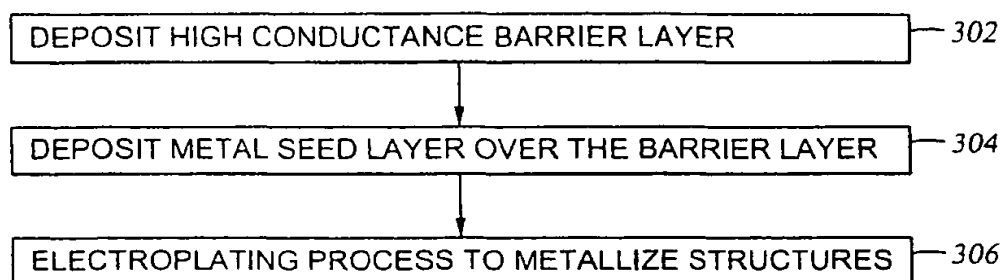 DEPOSIT HIGH CONDUCTANCE BARRIER LAYER 302
DEPOSIT METAL SEED LAYER OVER THE BARRIER LAYER 304
ELECTROPLATING PROCESS TO METALLIZE STRUCTURES 306